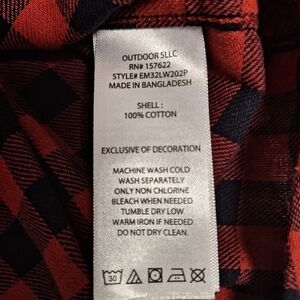 OUTDOOR 5LLC
RN# 157622
STYLE# EM32LW202P
MADE IN BANGLADESH
SHELL :
100% COTTON
EXCLUSIVE OF DECORATION
MACHINE WASH COLD
WASH SEPARATELY
ONLY NON CHLORINE
BLEACH WHEN NEEDED
TUMBLE DRY LOW
WARM IRON IF NEEDED
DO NOT DRY CLEAN.
30